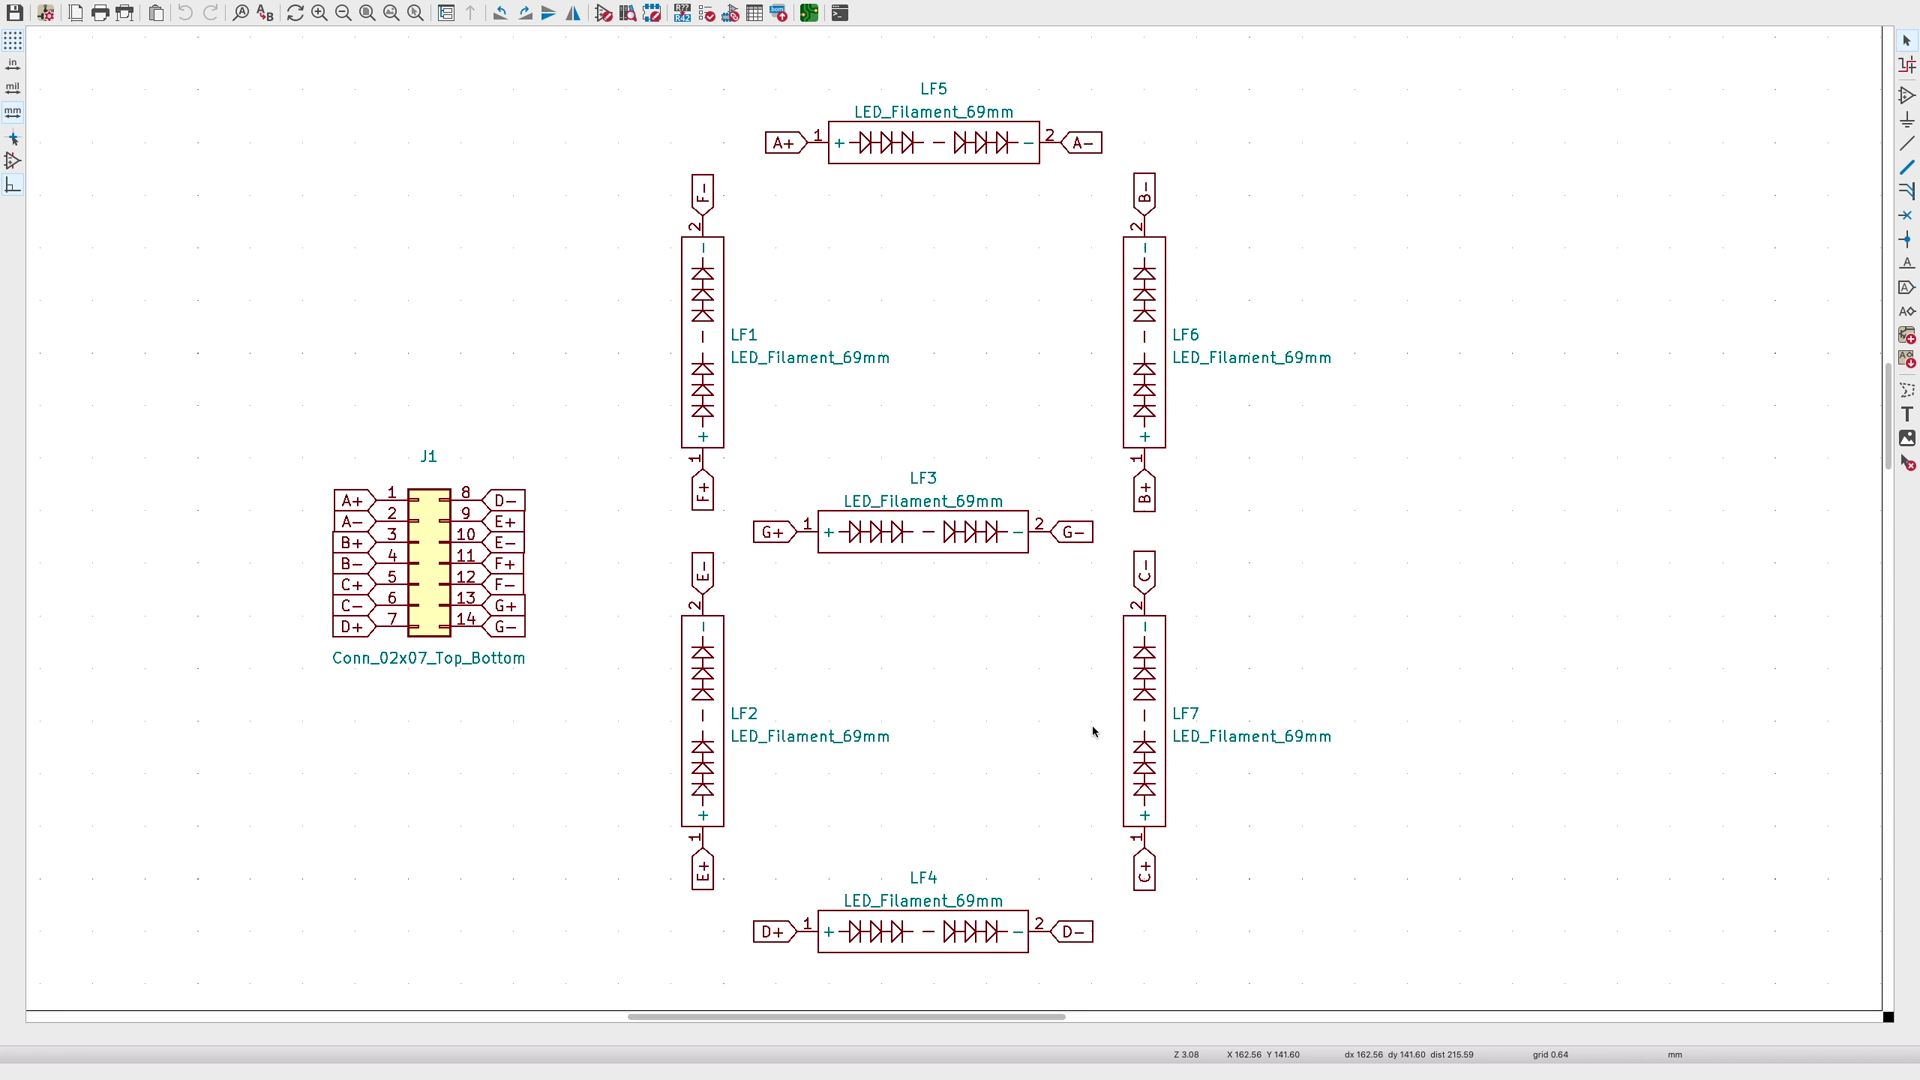 in
mil
mm
LF5
LED_Filament_69mm
A+ 1 + - 2 A-
F-
2
B-
2
LF1
LED_Filament_69mm
LF6
LED_Filament_69mm
+
1
F+
+
1
B+
J1
A+ 1 8 D-
A- 2 9 E+
B+ 3 10 E-
B- 4 11 F+
C+ 5 12 F-
C- 6 13 G+
D+ 7 14 G-
Conn_02x07_Top_Bottom
LF3
LED_Filament_69mm
G+ 1 + - 2 G-
E-
2
C-
2
LF2
LED_Filament_69mm
LF7
LED_Filament_69mm
+
1
E+
+
1
C+
LF4
LED_Filament_69mm
D+ 1 + - 2 D-
Z 3.08 X 162.56 Y 141.60 dx 162.56 dy 141.60 dist 215.59 grid 0.64 mm